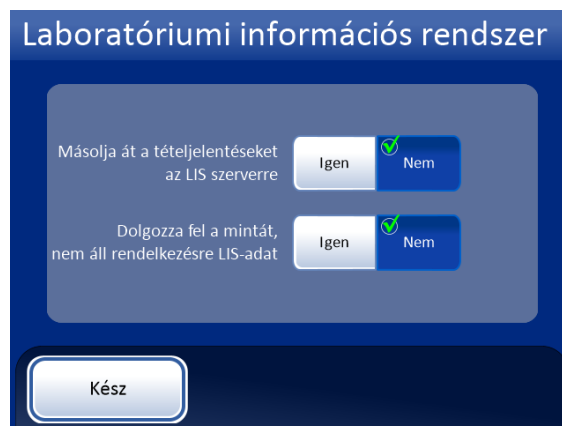 Laboratóriumi információs rendszer
Másolja át a tételjelentéseket
az LIS szerverre
Igen
Nem
Dolgozza fel a mintát,
nem áll rendelkezésre LIS-adat
Igen
Nem
Kész